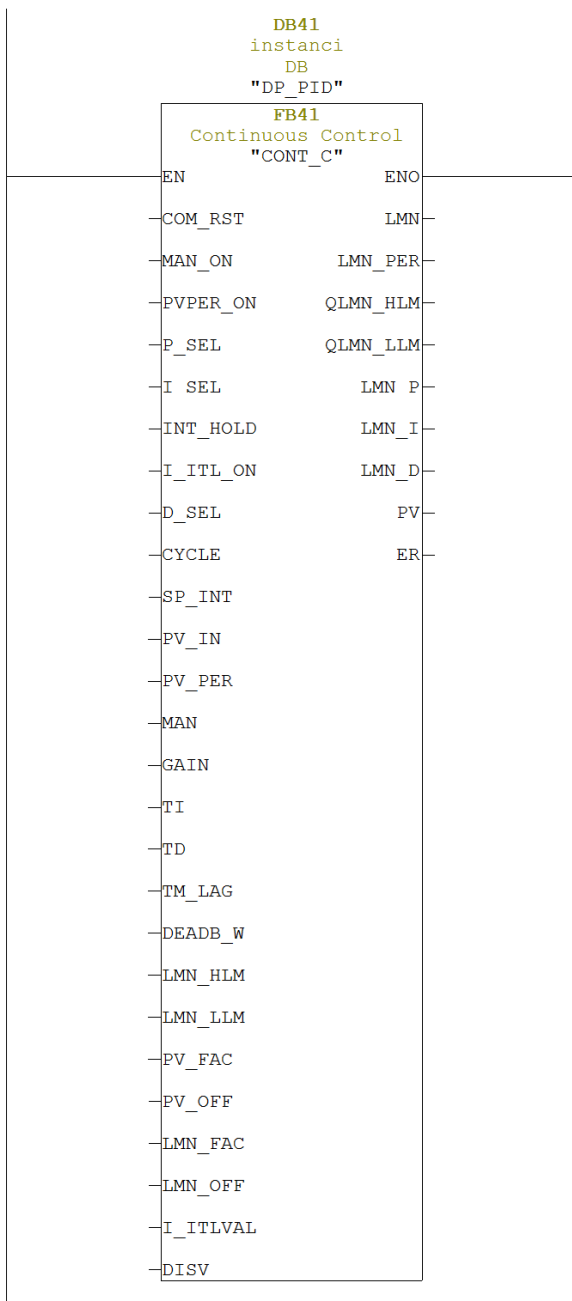 DB41
instanci
DB
"DP_PID"
FB41
Continuous Control
"CONT_C"
EN ENO
COM_RST LMN
MAN_ON LMN_PER
PVPER_ON QLMN_HLM
P_SEL QLMN_LLM
I SEL LMN P
INT_HOLD LMN_I
I_ITL_ON LMN_D
D_SEL PV
CYCLE ER
SP_INT
PV_IN
PV_PER
MAN
GAIN
TI
TD
TM_LAG
DEADB_W
LMN_HLM
LMN_LLM
PV_FAC
PV_OFF
LMN_FAC
LMN_OFF
I_ITLVAL
DISV